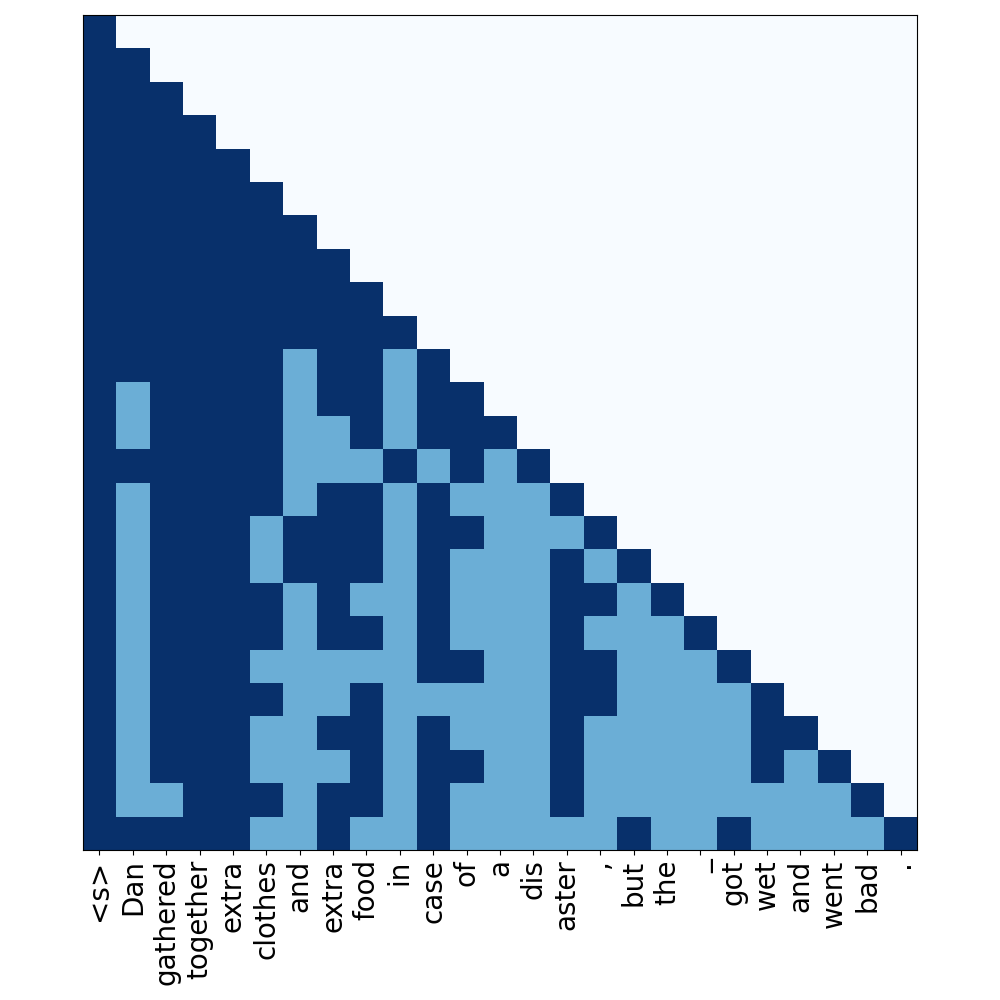 <s>
Dan
gathered
together
extra
clothes
and
extra
food
in
case
of
a
dis
aster
,
but
the
_
got
wet
and
went
bad
.